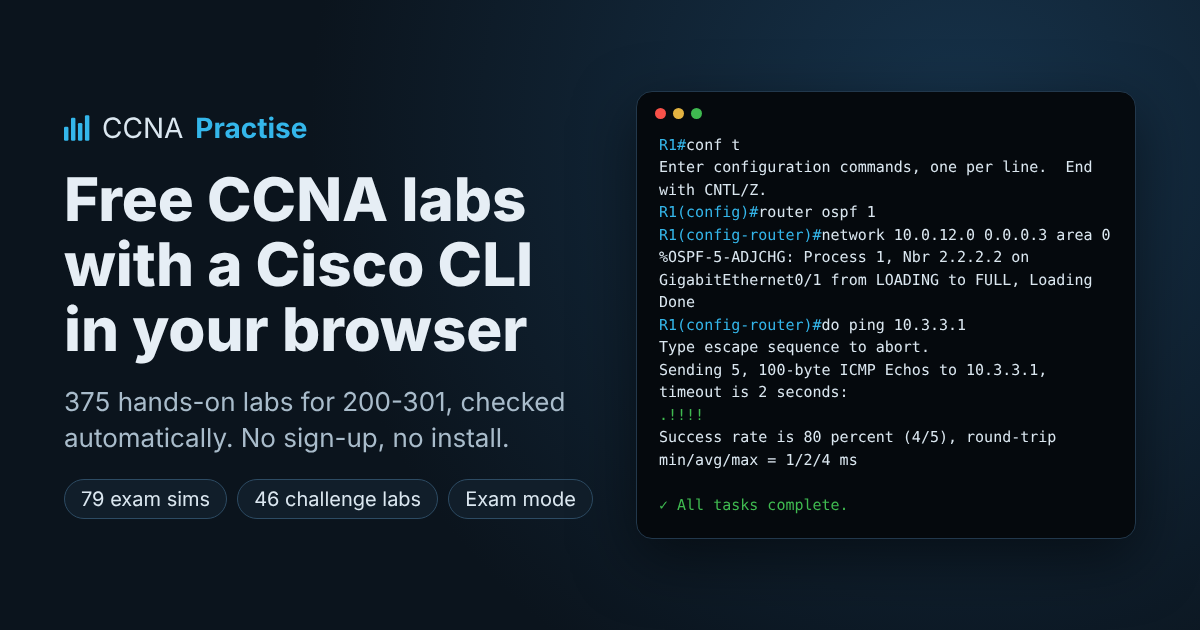 CCNA Practise
Free CCNA labs
with a Cisco CLI
in your browser
375 hands-on labs for 200-301, checked
automatically. No sign-up, no install.
79 exam sims
46 challenge labs
Exam mode
R1#conf t
Enter configuration commands, one per line.  End
with CNTL/Z.
R1(config)#router ospf 1
R1(config-router)#network 10.0.12.0 0.0.0.3 area 0
%OSPF-5-ADJCHG: Process 1, Nbr 2.2.2.2 on
GigabitEthernet0/1 from LOADING to FULL, Loading
Done
R1(config-router)#do ping 10.3.3.1
Type escape sequence to abort.
Sending 5, 100-byte ICMP Echos to 10.3.3.1,
timeout is 2 seconds:
.!!!!
Success rate is 80 percent (4/5), round-trip
min/avg/max = 1/2/4 ms
✓ All tasks complete.